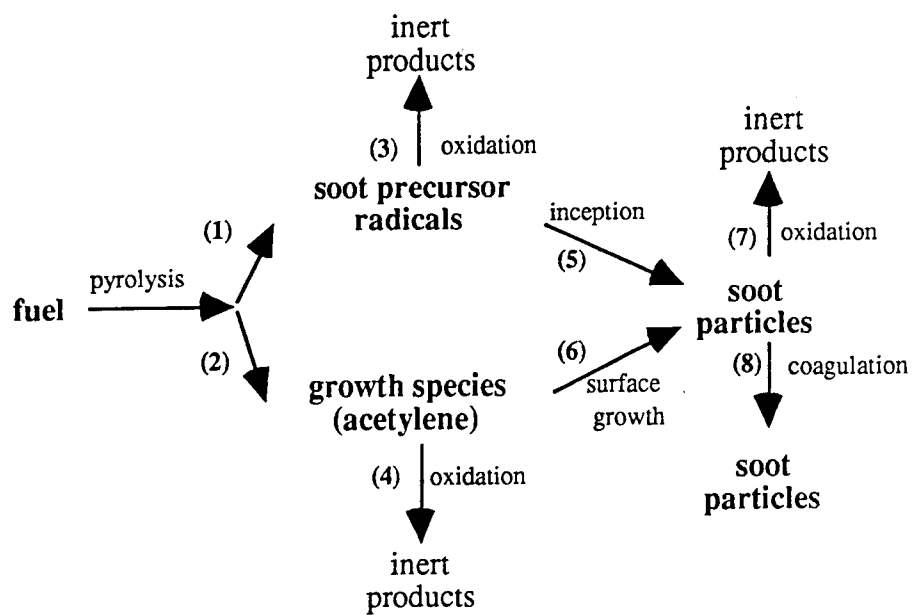 inert
products
(3)
oxidation
soot precursor
radicals
inert
products
(1)
inception
(5)
(7)
oxidation
pyrolysis
fuel
soot
particles
(2)
(6)
surface
growth
(8)
coagulation
growth species
(acetylene)
(4)
oxidation
soot
particles
inert
products